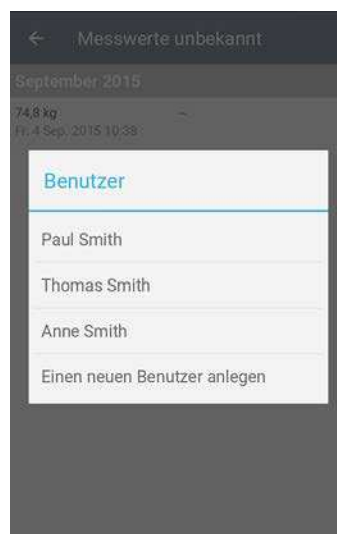 Messwerte unbekannt
September 2015
74,8 kg --
Fr. 4 Sep. 2015 10:38
Benutzer
Paul Smith
Thomas Smith
Anne Smith
Einen neuen Benutzer anlegen